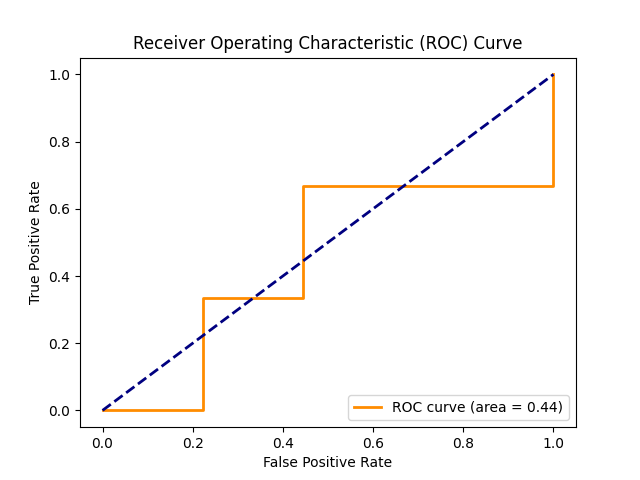 Receiver Operating Characteristic (ROC) Curve
1.0
0.8
0.6
0.4
0.2
0.0
True Positive Rate
ROC curve (area = 0.44)
0.0 0.2 0.4 0.6 0.8 1.0
False Positive Rate